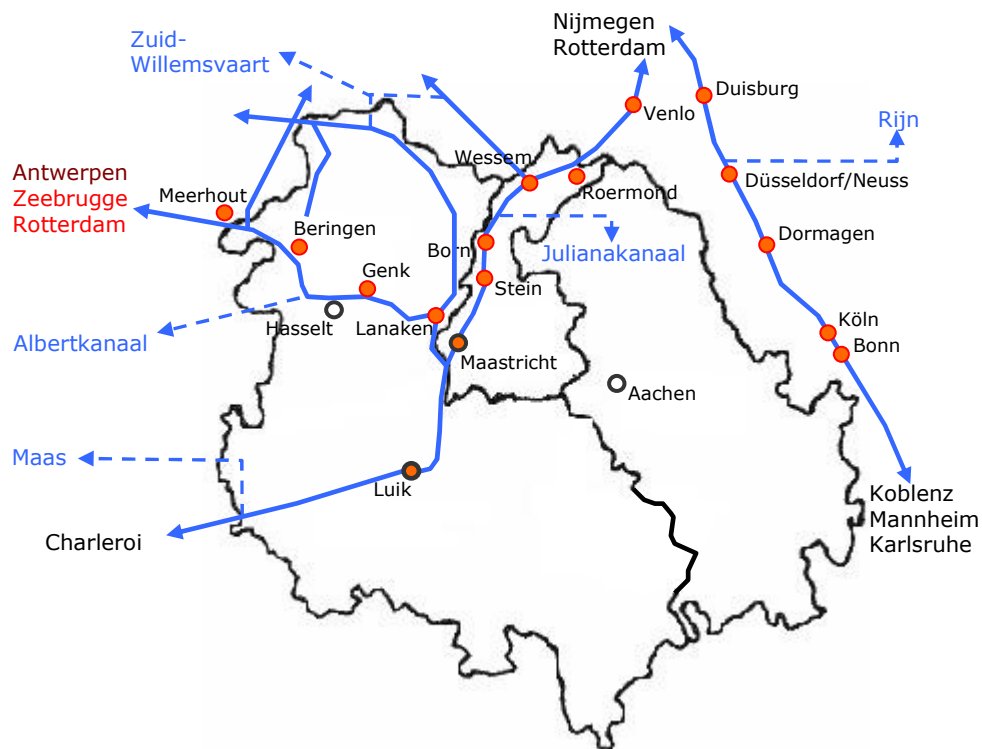 Zuid-
Willemsvaart
Nijmegen
Rotterdam
Duisburg
Venlo
Rijn
Wessem
Antwerpen
Zeebrugge
Rotterdam
Meerhout
Roermond
Düsseldorf/Neuss
Beringen
Born
Julianakanaal
Dormagen
Genk
Stein
Hasselt
Lanaken
Albertkanaal
Köln
Bonn
Maastricht
Aachen
Maas
Luik
Charleroi
Koblenz
Mannheim
Karlsruhe